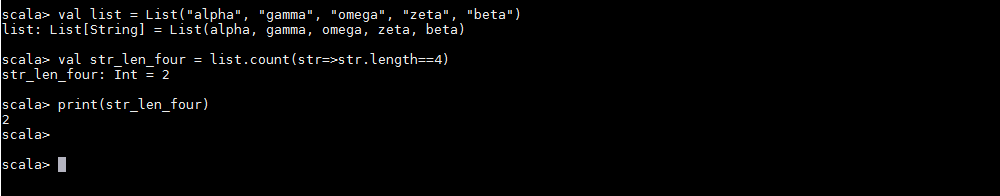 scala> val list = List("alpha", "gamma", "omega", "zeta", "beta")
list: List[String] = List(alpha, gamma, omega, zeta, beta)
scala> val str_len_four = list.count(str=>str.length==4)
str_len_four: Int = 2
scala> print(str_len_four)
2
scala>
scala>